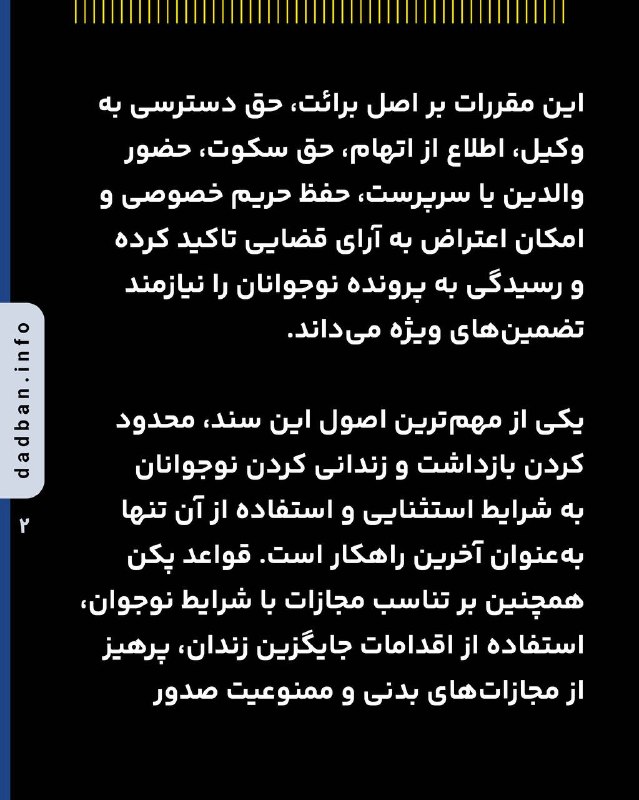 این مقررات بر اصل برائت، حق دسترسی به
وکیل، اطلاع از اتهام، حق سکوت، حضور
والدین یا سرپرست، حفظ حریم خصوصی و
امکان اعتراض به آرای قضایی تاکید کرده
و رسیدگی به پرونده نوجوانان را نیازمند
تضمین‌های ویژه می‌داند.
یکی از مهم‌ترین اصول این سند، محدود
کردن بازداشت و زندانی کردن نوجوانان
به شرایط استثنایی و استفاده از آن تنها
به‌عنوان آخرین راهکار است. قواعد پکن
همچنین بر تناسب مجازات با شرایط نوجوان،
استفاده از اقدامات جایگزین زندان، پرهیز
از مجازات‌های بدنی و ممنوعیت صدور
dadban.info
۲